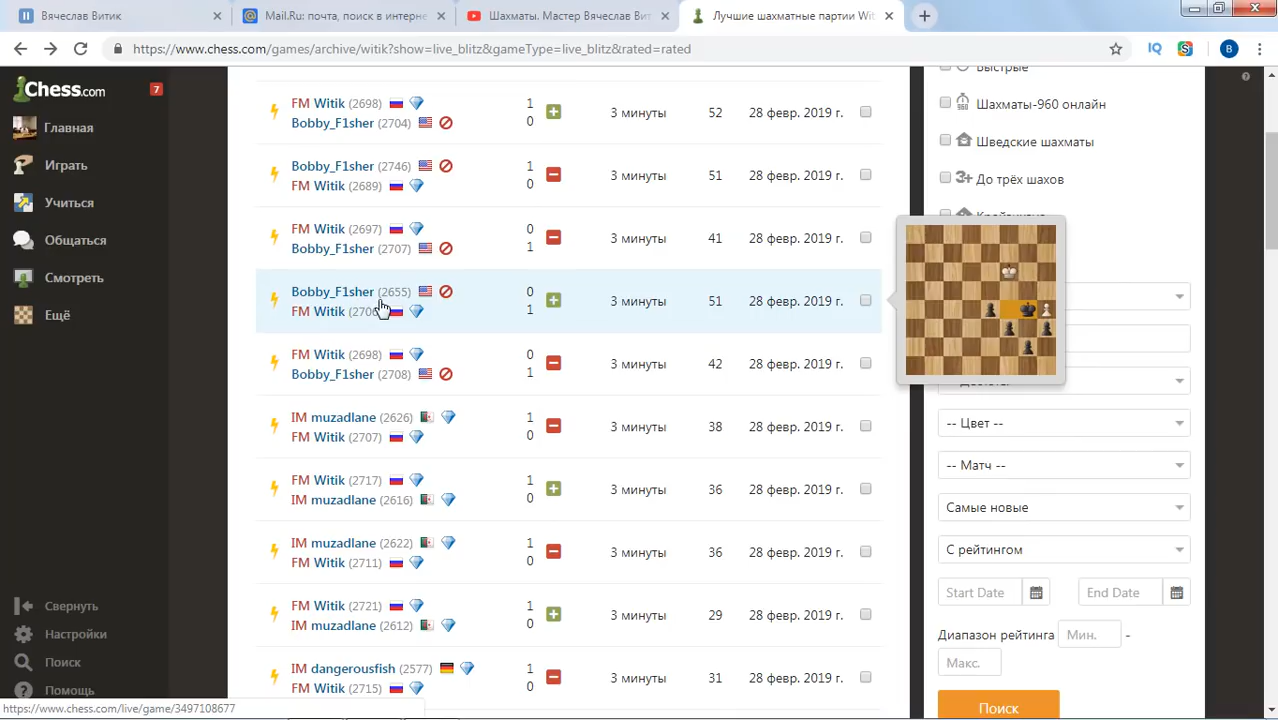 Вячеслав Витик
Mail.Ru: почта, поиск в интерне
Шахматы. Мастер Вячеслав Вит
Лучшие шахматные партии Wit
https://www.chess.com/games/archive/witik?show=live_blitz&gameType=live_blitz&rated=rated
IQ
S
B
Chess.com
7
Главная
Играть
Учиться
Общаться
Смотреть
Ещё
Свернуть
Настройки
Поиск
Помощь
https://www.chess.com/live/game/3497108677
FM Witik (2698) 1 3 минуты 52 28 февр. 2019 г.
Bobby_F1sher (2704) 0
Bobby_F1sher (2746) 1 3 минуты 51 28 февр. 2019 г.
FM Witik (2689) 0
FM Witik (2697) 0 3 минуты 41 28 февр. 2019 г.
Bobby_F1sher (2707) 1
Bobby_F1sher (2655) 0 3 минуты 51 28 февр. 2019 г.
FM Witik 1
FM Witik (2698) 0 3 минуты 42 28 февр. 2019 г.
Bobby_F1sher (2708) 1
IM muzadlane (2626) 1 3 минуты 38 28 февр. 2019 г.
FM Witik (2707) 0
FM Witik (2717) 1 3 минуты 36 28 февр. 2019 г.
IM muzadlane (2616) 0
IM muzadlane (2622) 1 3 минуты 36 28 февр. 2019 г.
FM Witik (2711) 0
FM Witik (2721) 1 3 минуты 29 28 февр. 2019 г.
IM muzadlane (2612) 0
IM dangerousfish (2577) 1 3 минуты 31 28 февр. 2019 г.
FM Witik (2715) 0
Быстрые
Шахматы-960 онлайн
Шведские шахматы
До трёх шахов
-- Цвет --
-- Матч --
Самые новые
С рейтингом
Start Date End Date
Диапазон рейтинга Мин. -
Макс.
Поиск